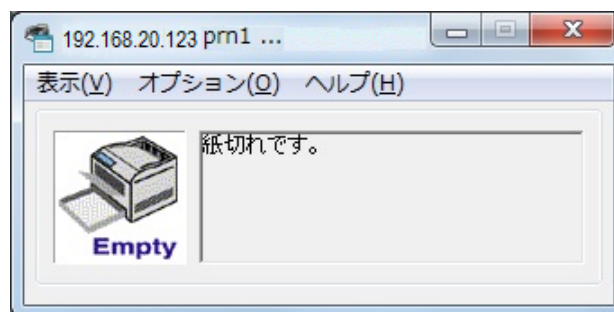 192.168.20.123 prn1 ...
表示(V) オプション(O) ヘルプ(H)
紙切れです。
Empty